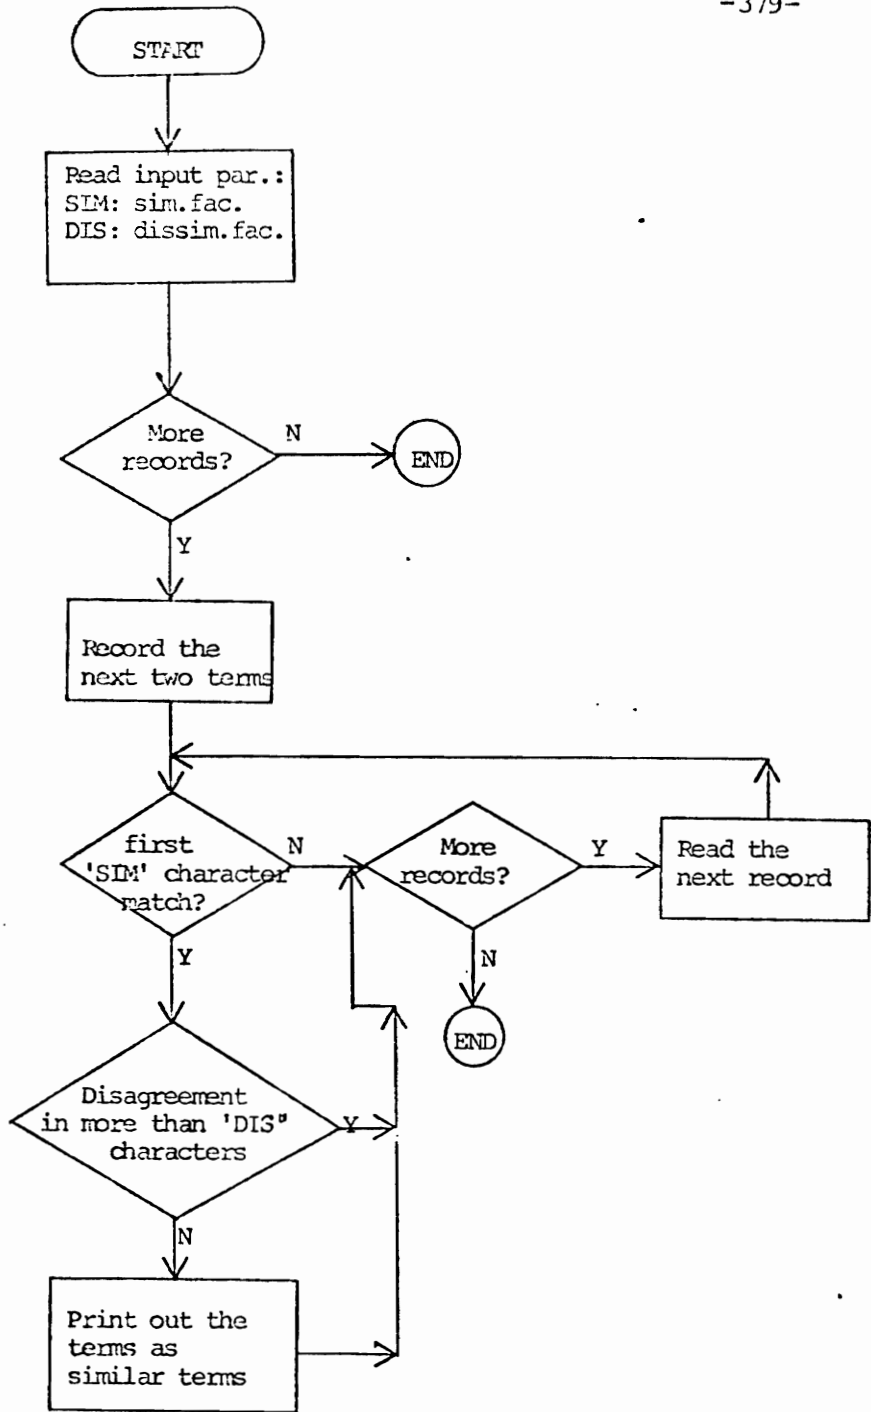 -379-
START
Read input par.:
SIM: sim.fac.
DIS: dissim.fac.
More
records?
N
END
Y
Record the
next two terms
first
'SIM' character
match?
N
More
records?
Y
Read the
next record
Y
N
END
Disagreement
in more than 'DIS"
characters
Y
N
Print out the
terms as
similar terms